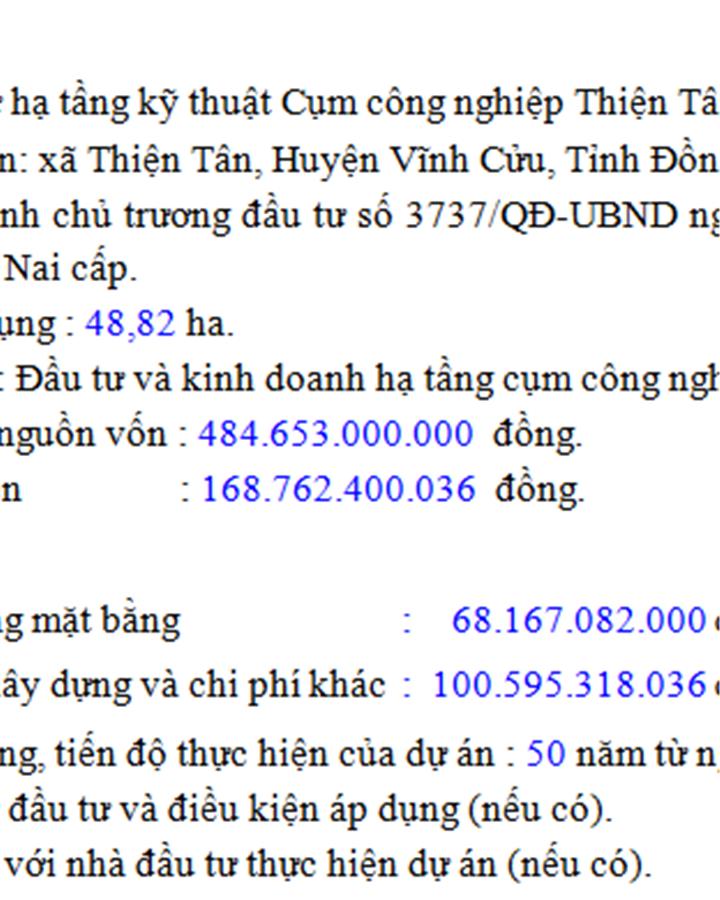 hạ tầng kỹ thuật Cụm công nghiệp Thiện Tâ
n: xã Thiện Tân, Huyện Vĩnh Cửu, Tỉnh Đồn
nh chủ trương đầu tư số 3737/QĐ-UBND ng
Nai cấp.
ụng : 48,82 ha.
: Đầu tư và kinh doanh hạ tầng cụm công ngh
nguồn vốn : 484.653.000.000 đồng.
n : 168.762.400.036 đồng.
ng mặt bằng : 68.167.082.000
ây dựng và chi phí khác : 100.595.318.036
ng, tiến độ thực hiện của dự án : 50 năm từ n
đầu tư và điều kiện áp dụng (nếu có).
với nhà đầu tư thực hiện dự án (nếu có).